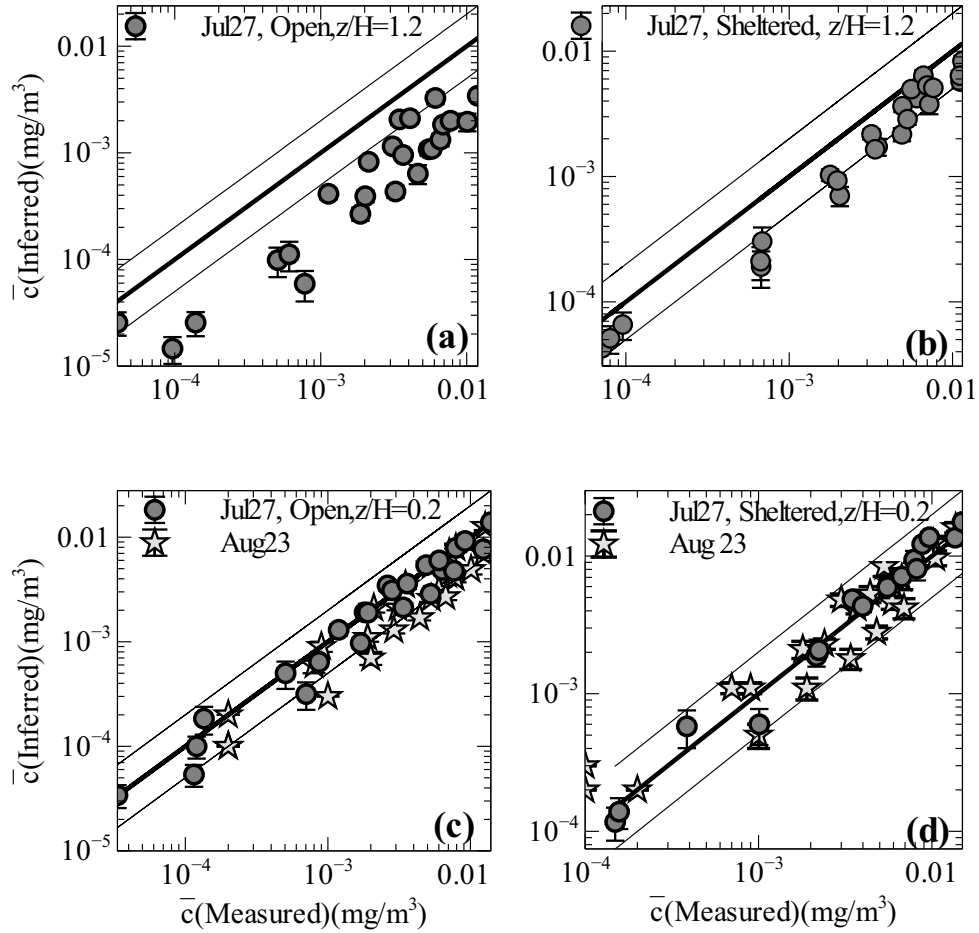 Jul27, Open,z/H=1.2
0.01
10⁻³
10⁻⁴
10⁻⁵
c̅(Inferred)(mg/m³)
(a)
10⁻⁴
10⁻³
0.01
Jul27, Sheltered, z/H=1.2
0.01
10⁻³
10⁻⁴
(b)
10⁻⁴
10⁻³
0.01
Jul27, Open,z/H=0.2
Aug23
0.01
10⁻³
10⁻⁴
10⁻⁵
c̅(Inferred)(mg/m³)
(c)
10⁻⁴
10⁻³
0.01
c̅(Measured)(mg/m³)
Jul27, Sheltered,z/H=0.2
Aug 23
0.01
10⁻³
10⁻⁴
(d)
10⁻⁴
10⁻³
0.01
c̅(Measured)(mg/m³)